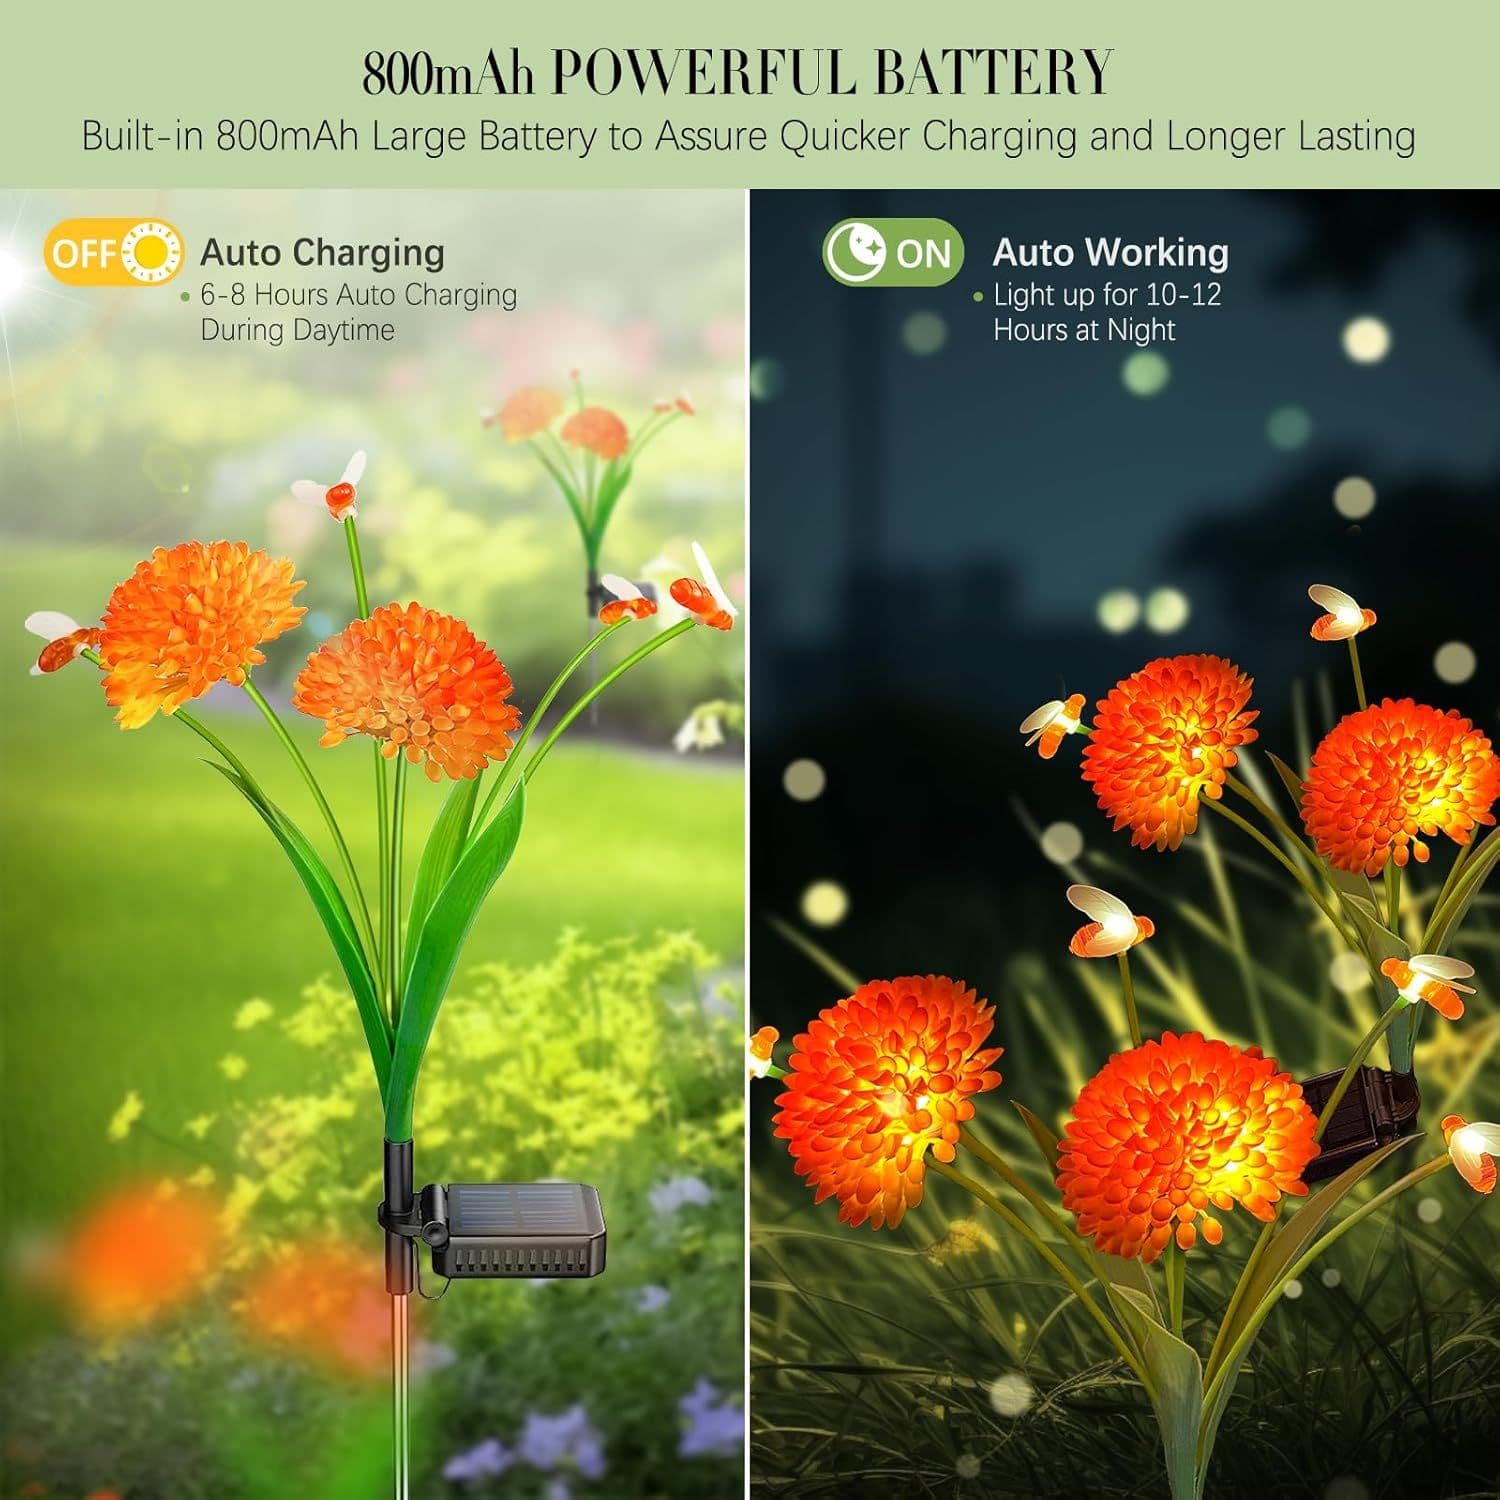 800mAh POWERFUL BATTERY
Built-in 800mAh Large Battery to Assure Quicker Charging and Longer Lasting
OFF
Auto Charging
• 6-8 Hours Auto Charging
During Daytime
ON
Auto Working
• Light up for 10-12
Hours at Night